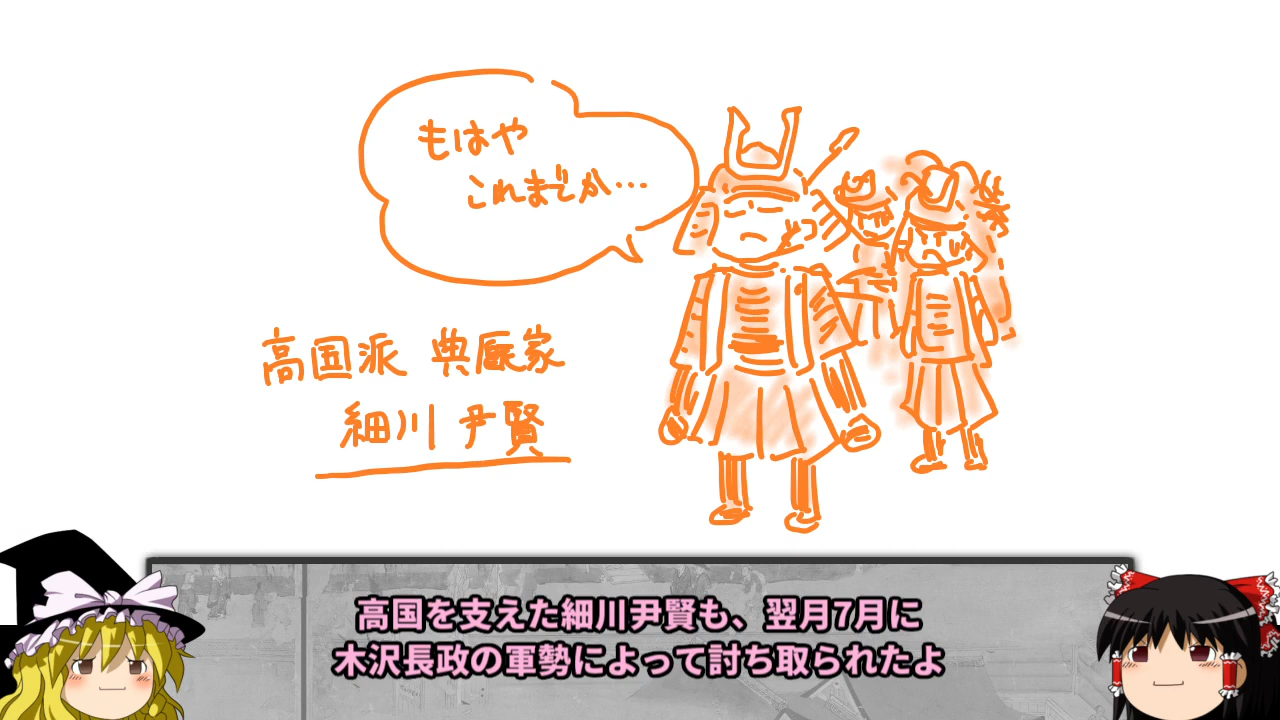 もはや
これまでか…
高国派 典厩家
細川 尹賢
高国を支えた細川尹賢も、翌月7月に
木沢長政の軍勢によって討ち取られたよ